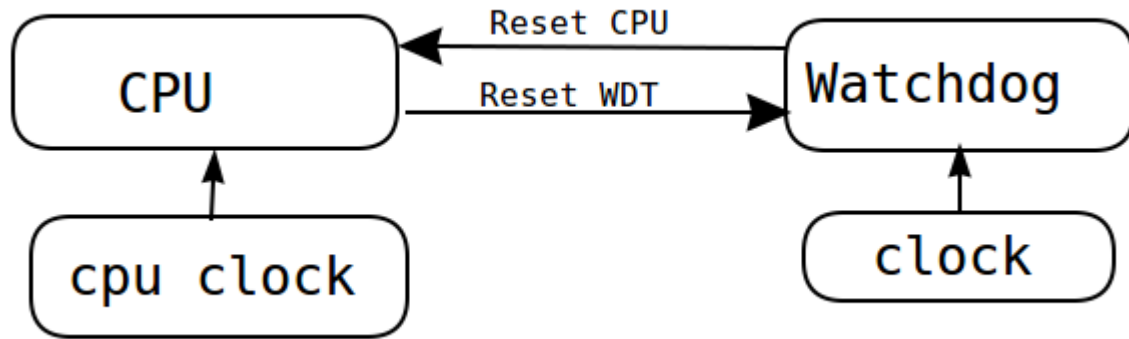 Reset CPU
CPU
Reset WDT
Watchdog
cpu clock
clock